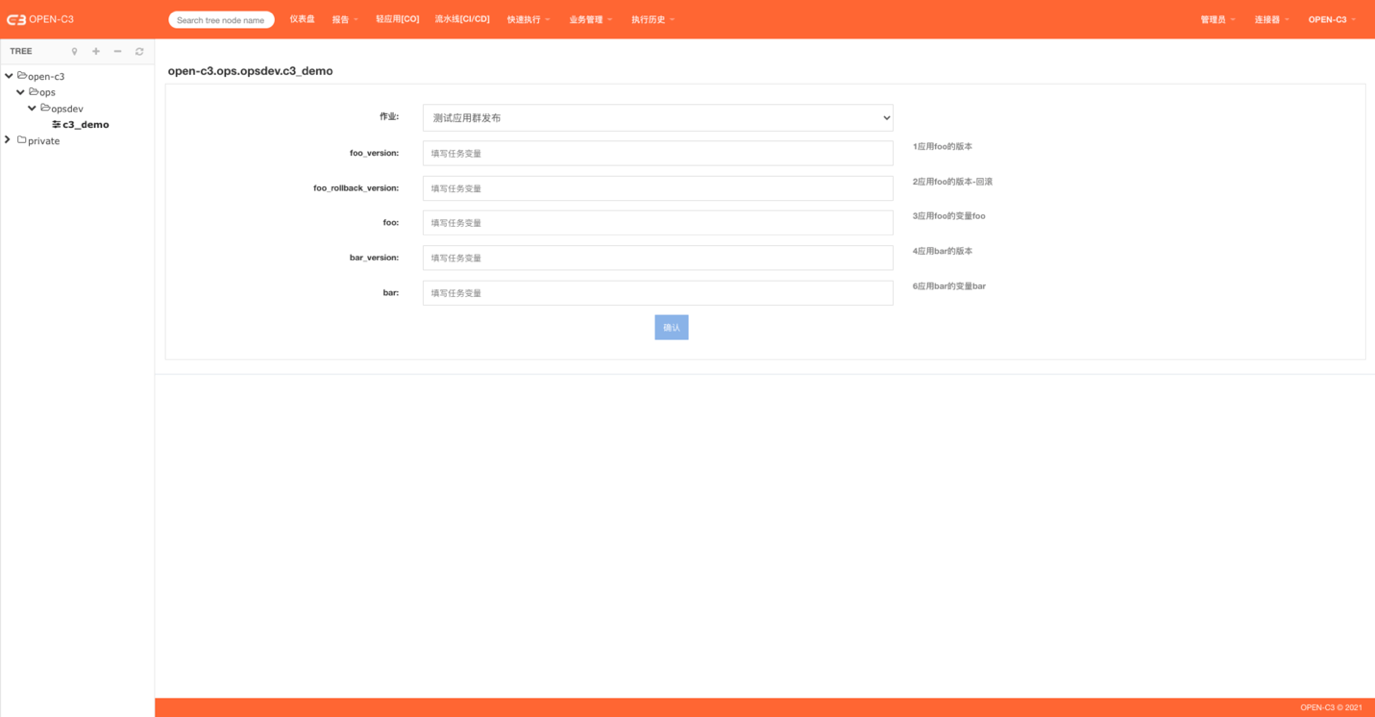 C3 OPEN-C3
Search tree node name
仪表盘
报告
轻应用[CO]
流水线[CI/CD]
快速执行
业务管理
执行历史
管理员
连接器
OPEN-C3
TREE
open-c3
ops
opsdev
c3_demo
private
open-c3.ops.opsdev.c3_demo
作业: 测试应用群发布
foo_version: 填写任务变量 1应用foo的版本
foo_rollback_version: 填写任务变量 2应用foo的版本-回滚
foo: 填写任务变量 3应用foo的变量foo
bar_version: 填写任务变量 4应用bar的版本
bar: 填写任务变量 6应用bar的变量bar
确认
OPEN-C3 © 2021